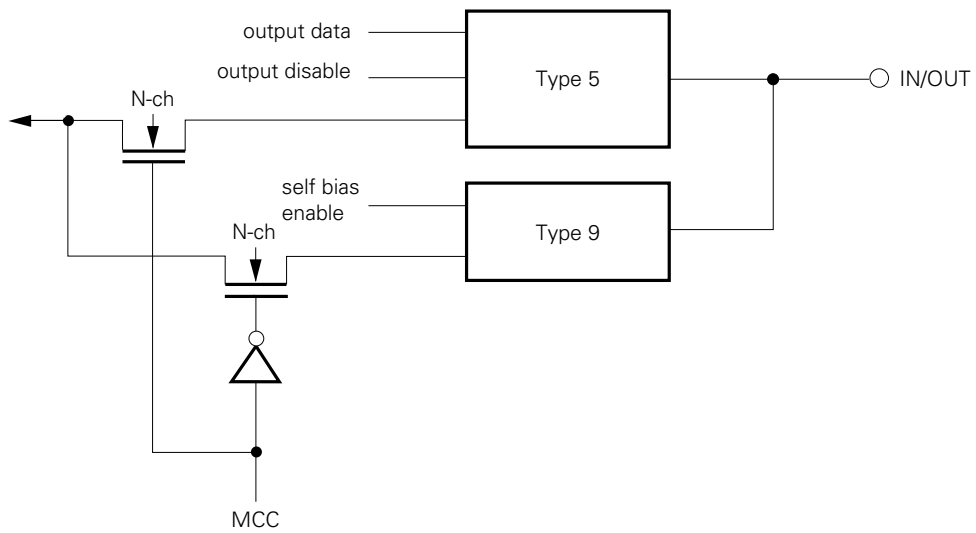 output data
output disable
Type 5
IN/OUT
N-ch
self bias
enable
Type 9
N-ch
MCC